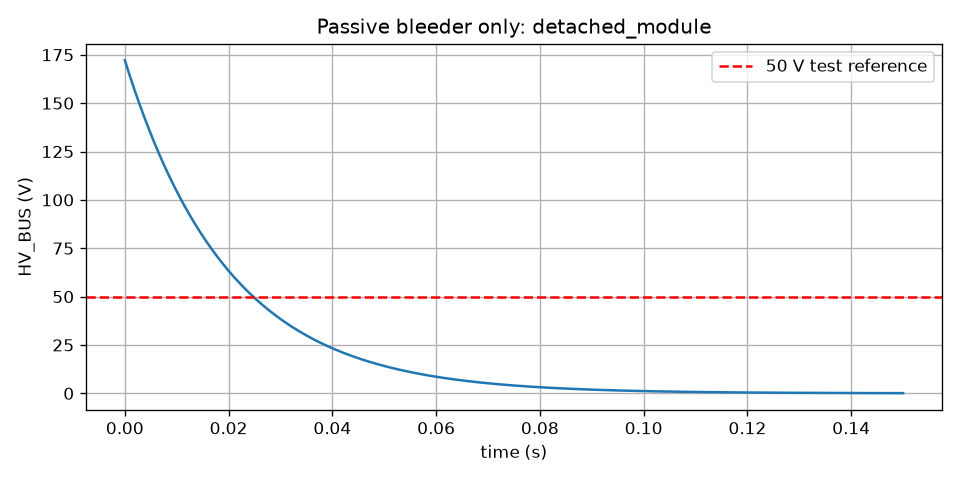 Passive bleeder only: detached_module
50 V test reference
HV_BUS (V)
175
150
125
100
75
50
25
0
0.00 0.02 0.04 0.06 0.08 0.10 0.12 0.14
time (s)